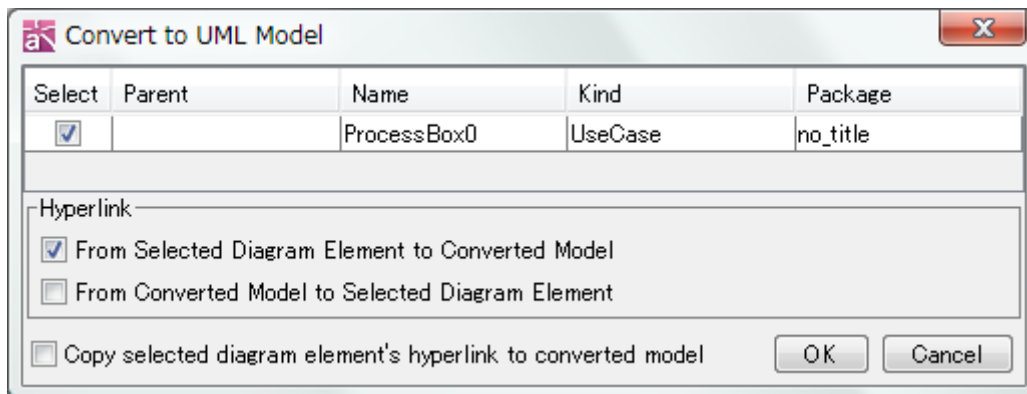 Convert to UML Model
Select Parent Name Kind Package
ProcessBox0 UseCase no_title
Hyperlink
From Selected Diagram Element to Converted Model
From Converted Model to Selected Diagram Element
Copy selected diagram element's hyperlink to converted model OK Cancel